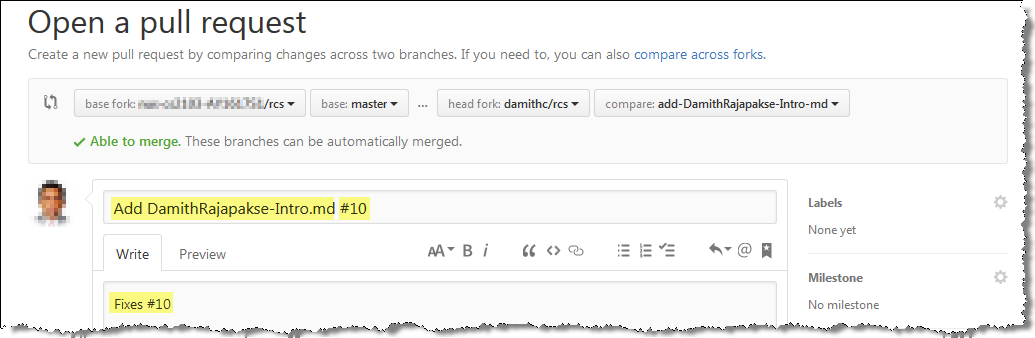 Open a pull request
Create a new pull request by comparing changes across two branches. If you need to, you can also compare across forks.
base fork: /rcs base: master ... head fork: damithc/rcs compare: add-DamithRajapakse-Intro-md
Able to merge. These branches can be automatically merged.
Add DamithRajapakse-Intro.md #10
Labels
None yet
Write Preview AA B i @
Milestone
No milestone
Fixes #10